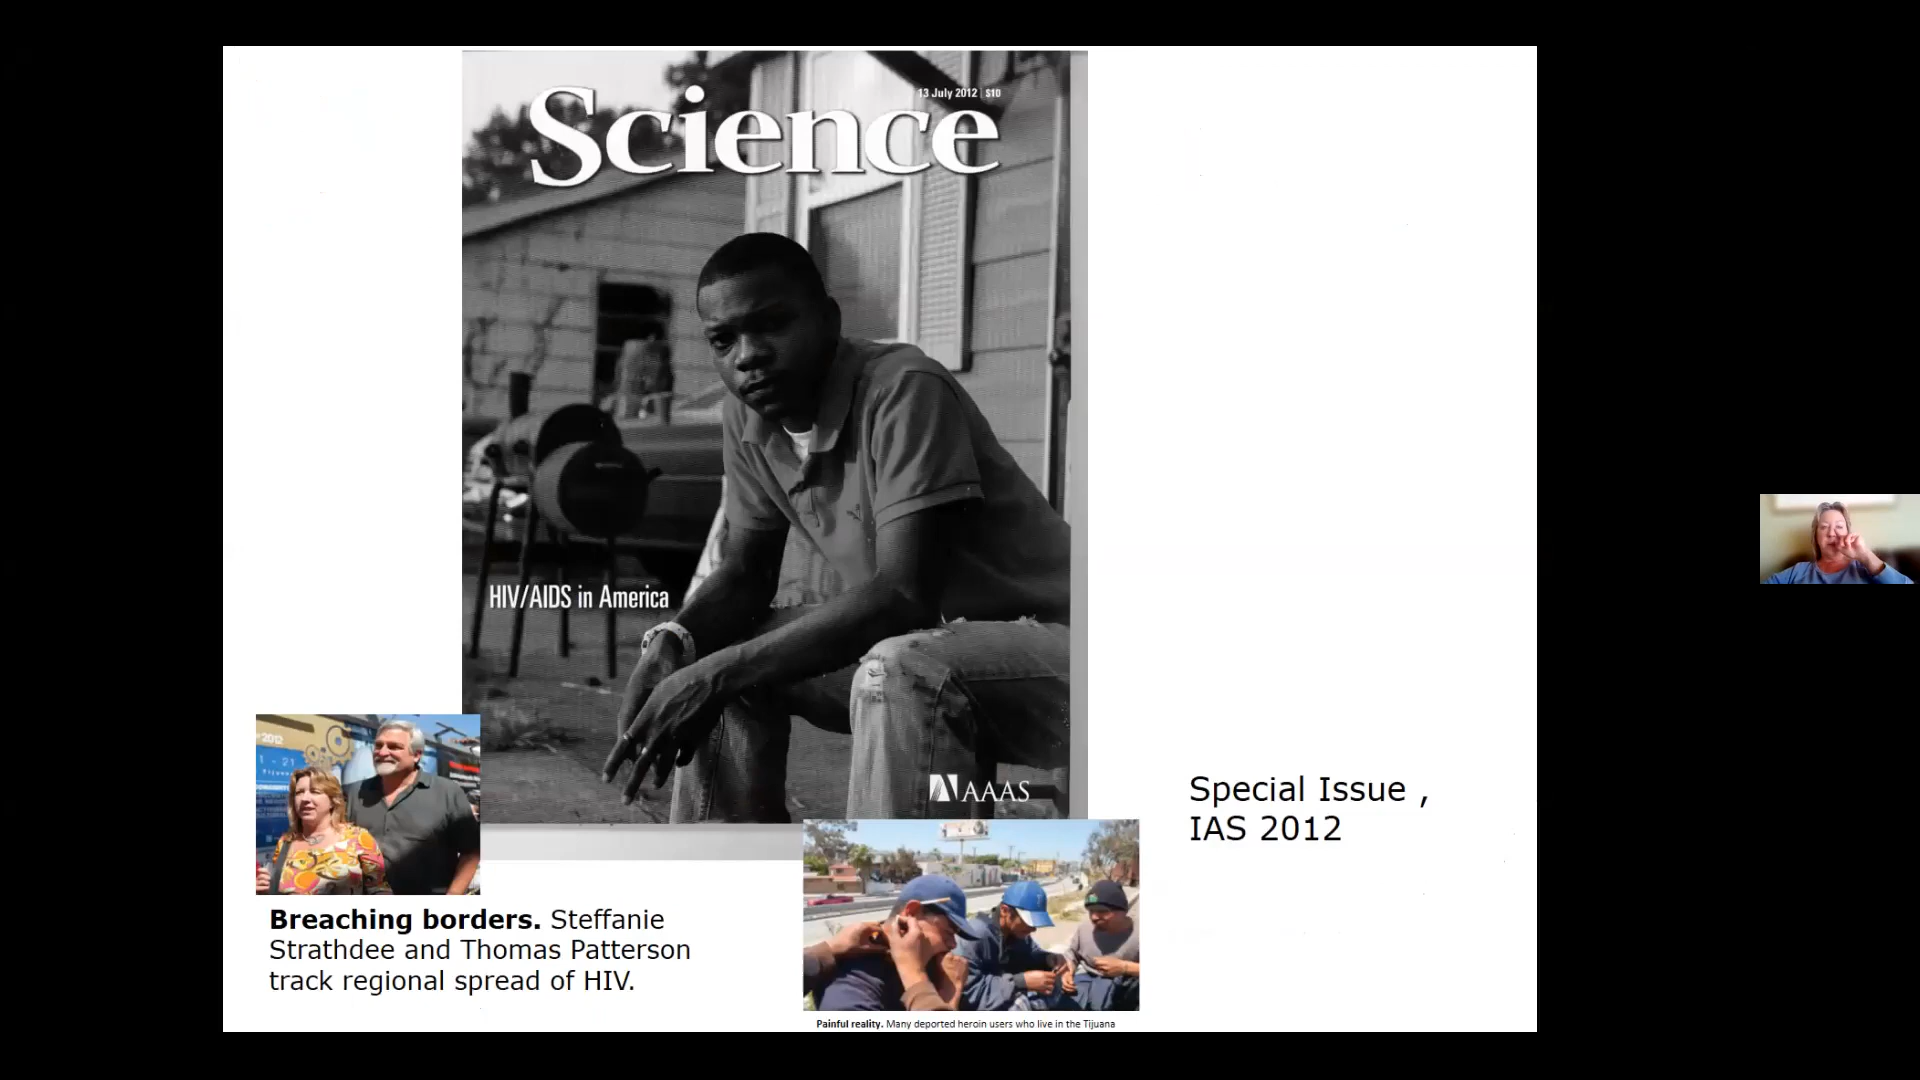 13 July 2012 | $10
Science
HIV/AIDS in America
AAAS
2012
Special Issue ,
IAS 2012
Breaching borders. Steffanie
Strathdee and Thomas Patterson
track regional spread of HIV.
Painful reality. Many deported heroin users who live in the Tijuana